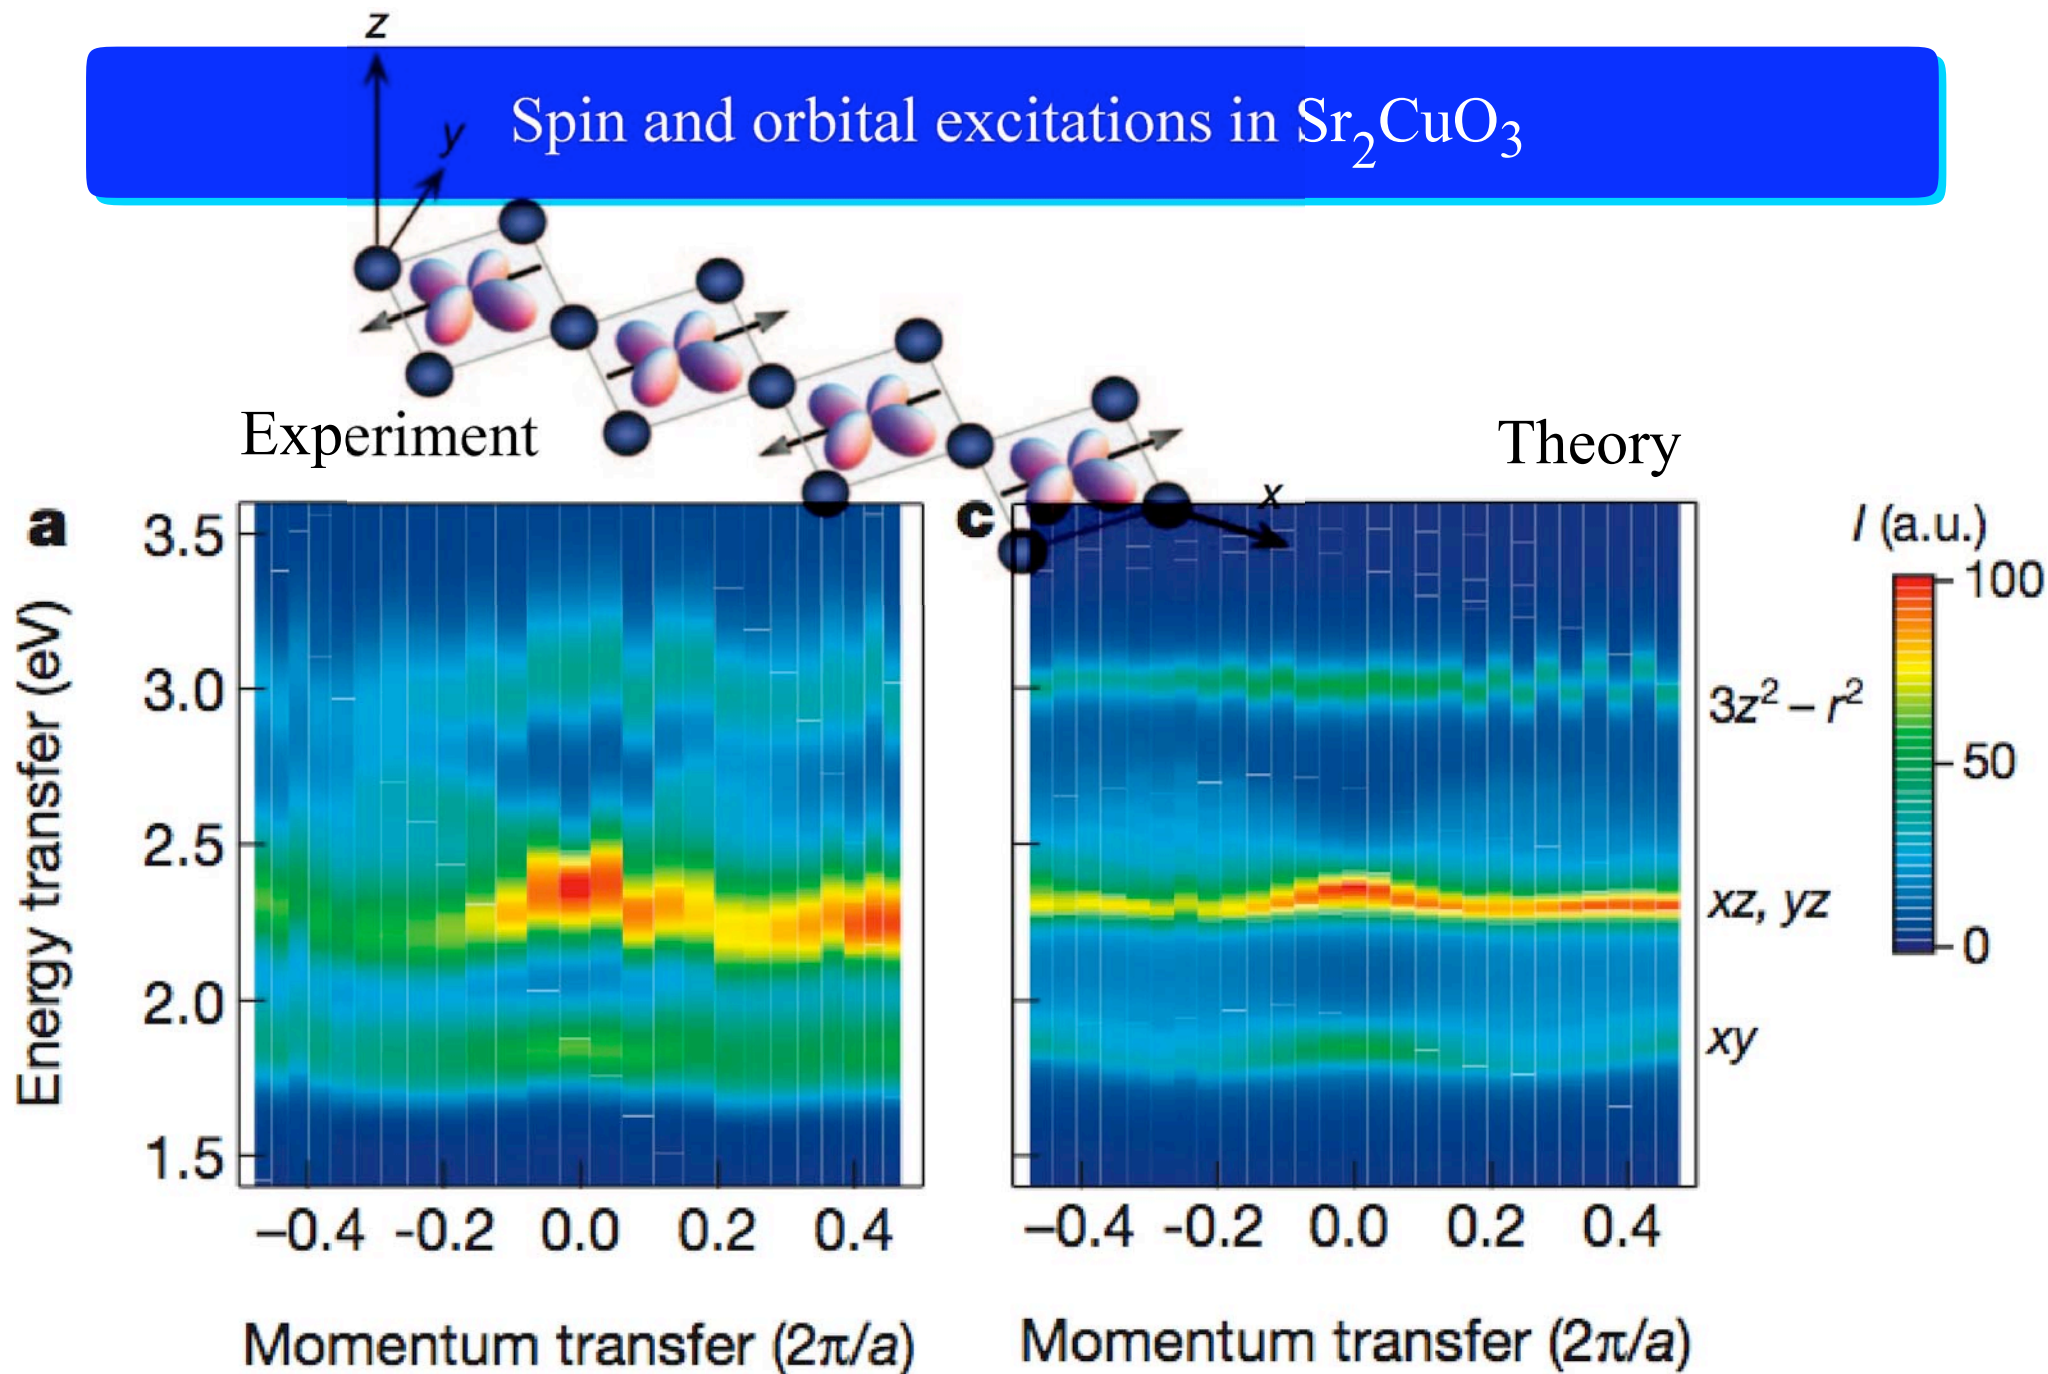 z
y
Spin and orbital excitations in Sr₂CuO₃
Experiment
Theory
x
a
c
I (a.u.)
Energy transfer (eV)
3.5
3.0
2.5
2.0
1.5
3z² – r²
xz, yz
xy
100
50
0
–0.4 -0.2 0.0 0.2 0.4
–0.4 -0.2 0.0 0.2 0.4
Momentum transfer (2π/a)
Momentum transfer (2π/a)